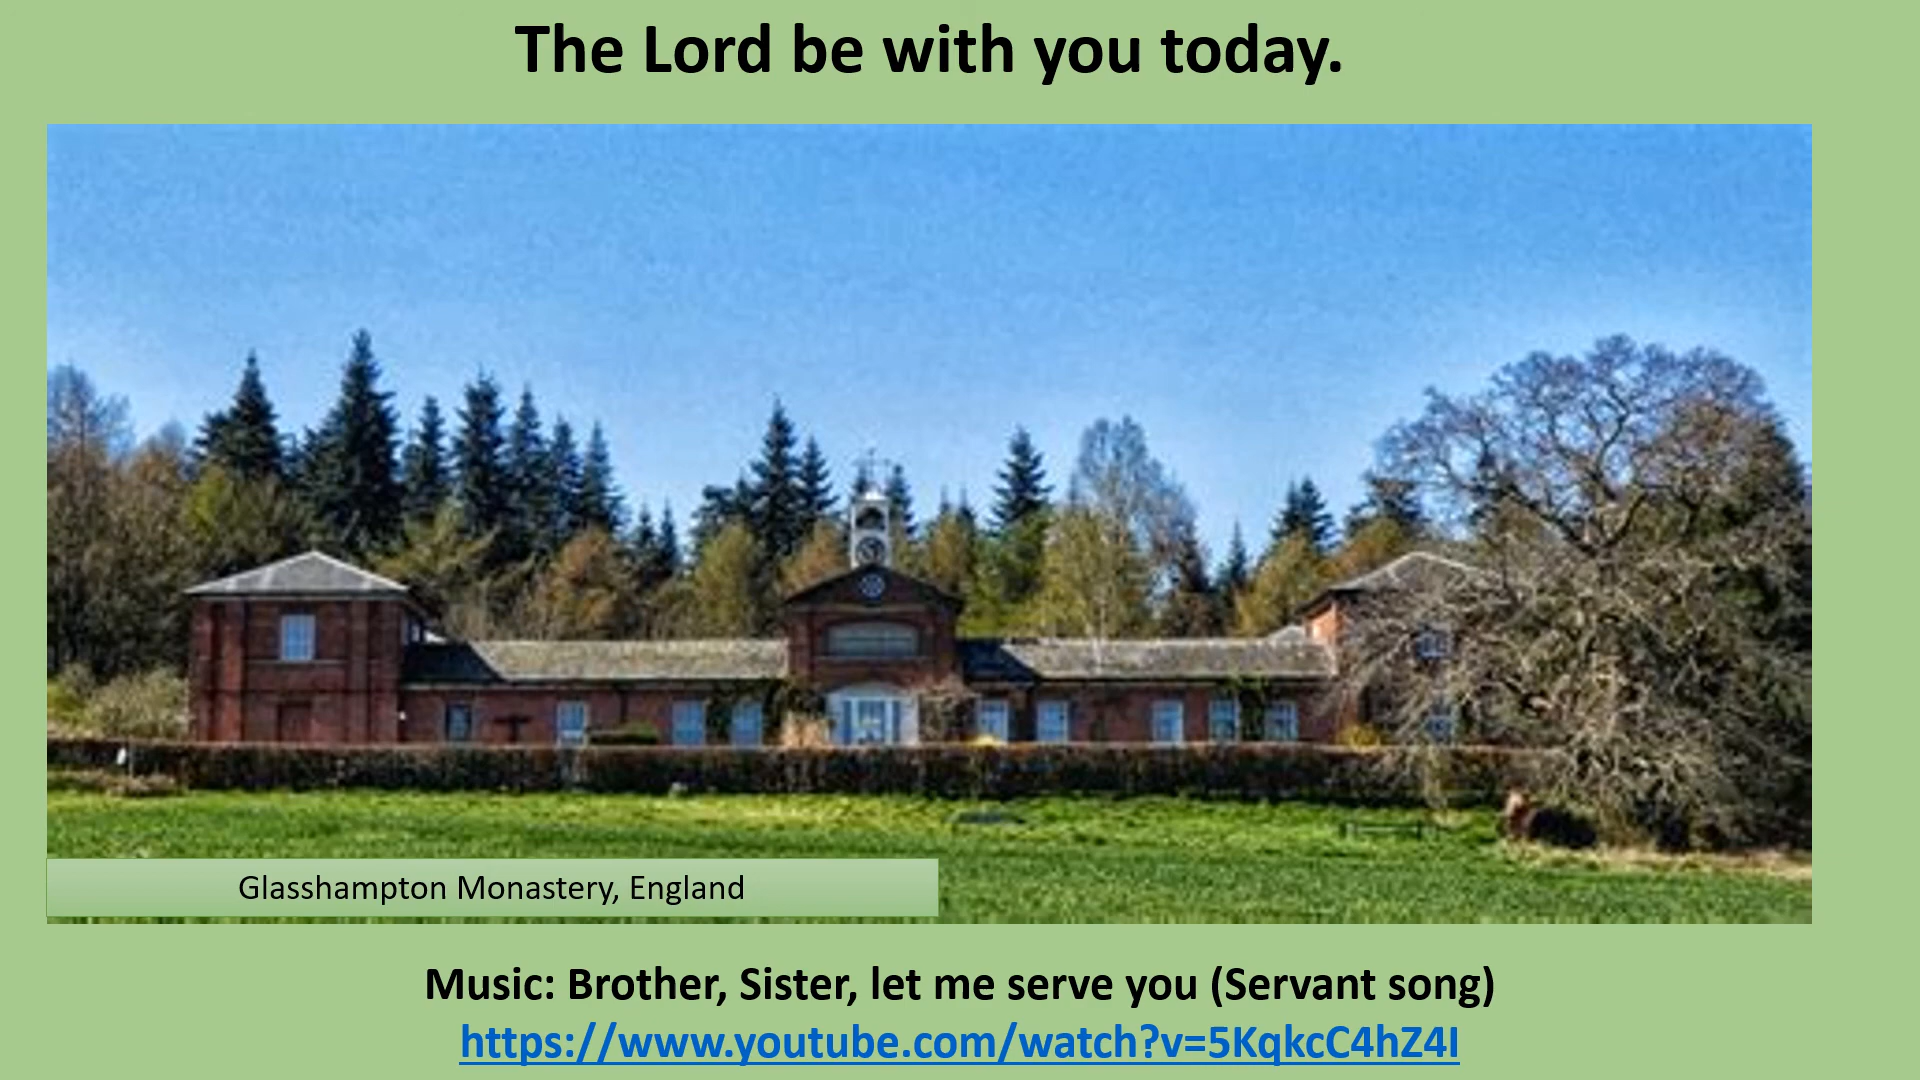 The Lord be with you today.
Glasshampton Monastery, England
Music: Brother, Sister, let me serve you (Servant song)
https://www.youtube.com/watch?v=5KqkcC4hZ4I